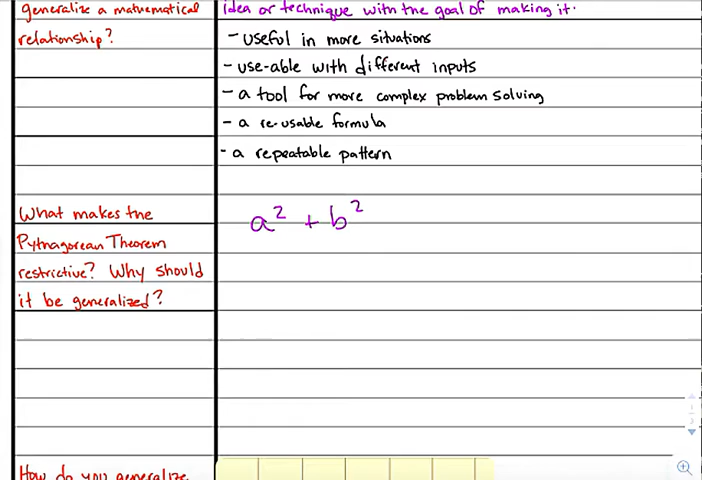 generalize a mathematical
relationship?
idea or technique with the goal of making it:
- useful in more situations
- use-able with different inputs
- a tool for more complex problem solving
- a re-usable formula
- a repeatable pattern
What makes the
Pytnagorean Theorem
restrictive? Why should
it be generalized?
a² + b²
How do you generalize